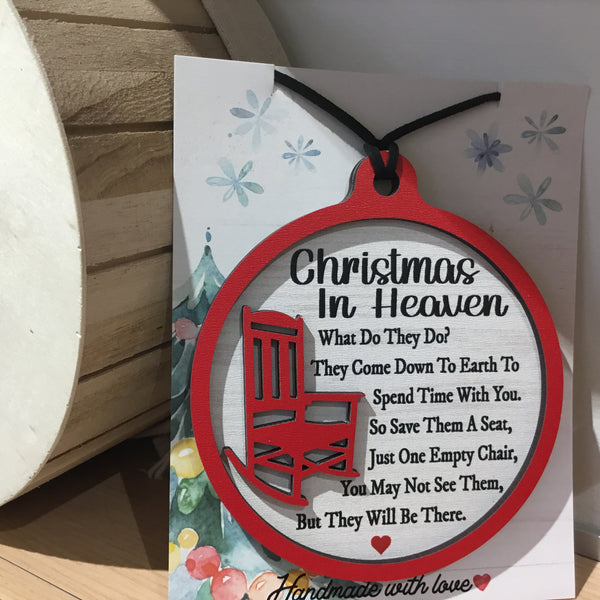 Christmas
In Heaven
What Do They Do?
They Come Down To Earth To
Spend Time With You.
So Save Them A Seat,
Just One Empty Chair,
You May Not See Them,
But They Will Be There.
Handmade with love